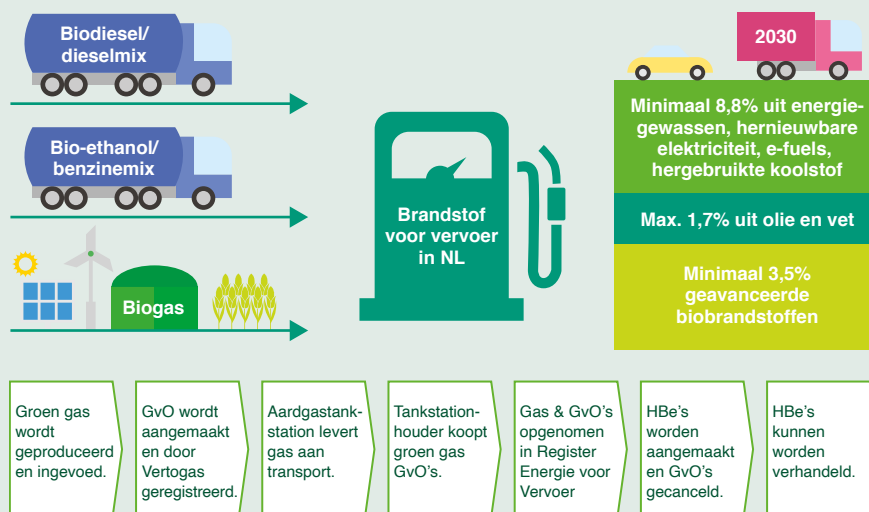 Biodiesel/
dieselmix
Bio-ethanol/
benzinemix
Biogas
Brandstof
voor vervoer
in NL
2030
Minimaal 8,8% uit energie-
gewassen, hernieuwbare
elektriciteit, e-fuels,
hergebruikte koolstof
Max. 1,7% uit olie en vet
Minimaal 3,5%
geavanceerde
biobrandstoffen
Groen gas
wordt
geproduceerd
en ingevoed.
GvO wordt
aangemaakt
en door
Vertogas
geregistreerd.
Aardgastank-
station levert
gas aan
transport.
Tankstation-
houder koopt
groen gas
GvO's.
Gas & GvO's
opgenomen
in Register
Energie voor
Vervoer
HBe's
worden
aangemaakt
en GvO's
gecanceld.
HBe's
kunnen
worden
verhandeld.